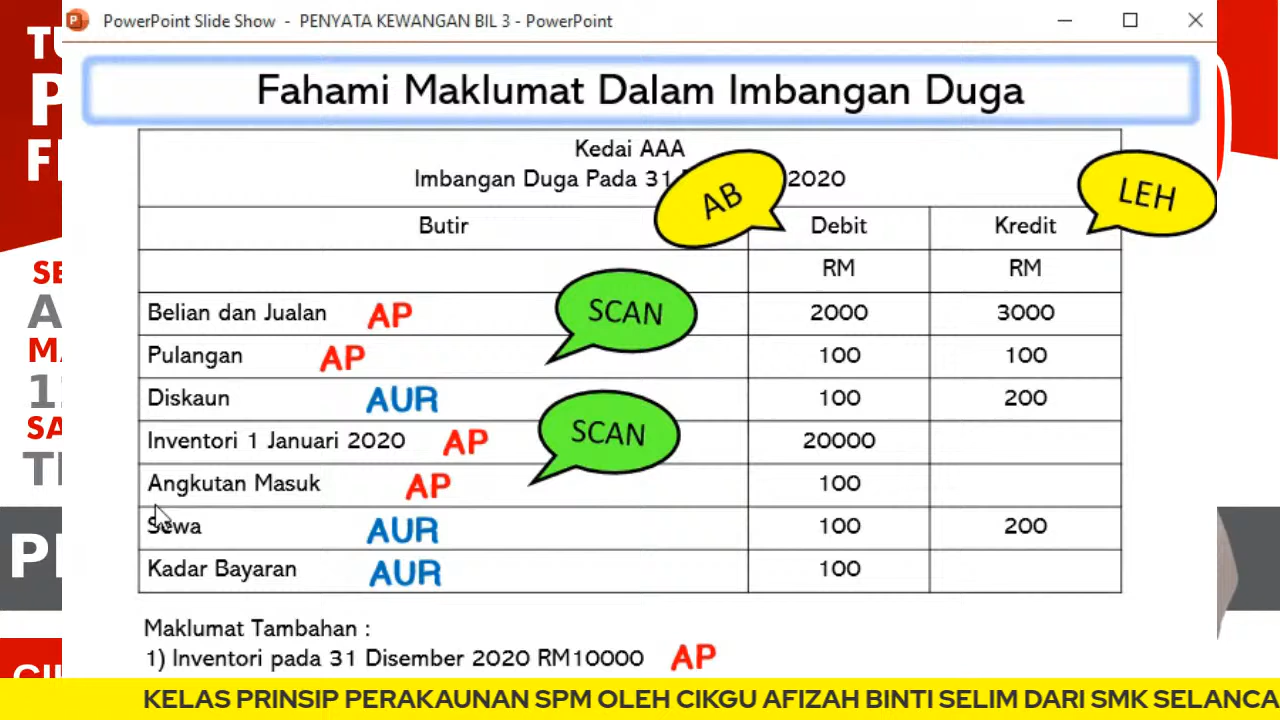 PowerPoint Slide Show - PENYATA KEWANGAN BIL 3 - PowerPoint
Fahami Maklumat Dalam Imbangan Duga
Kedai AAA
Imbangan Duga Pada 31 2020
AB
LEH
Butir Debit Kredit
RM RM
Belian dan Jualan AP SCAN 2000 3000
Pulangan AP 100 100
Diskaun AUR 100 200
Inventori 1 Januari 2020 AP SCAN 20000
Angkutan Masuk AP 100
Sewa AUR 100 200
Kadar Bayaran AUR 100
Maklumat Tambahan :
1) Inventori pada 31 Disember 2020 RM10000 AP
KELAS PRINSIP PERAKAUNAN SPM OLEH CIKGU AFIZAH BINTI SELIM DARI SMK SELANCA